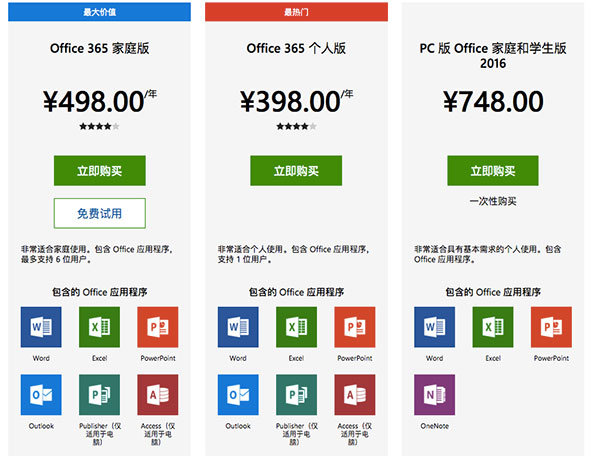 最大价值
Office 365 家庭版
¥498.00/年
立即购买
免费试用
非常适合家庭使用。包含 Office 应用程序，
最多支持 6 位用户。
包含的 Office 应用程序
W
X
P
Word
Excel
PowerPoint
O
P
A
Outlook
Publisher（仅
适用于电
脑）
Access（仅
适用于电
脑）
最热门
Office 365 个人版
¥398.00/年
立即购买
非常适合个人使用。包含 Office 应用程序，
支持 1 位用户。
包含的 Office 应用程序
W
X
P
Word
Excel
PowerPoint
O
P
A
Outlook
Publisher（仅
适用于电
脑）
Access（仅
适用于电
脑）
PC 版 Office 家庭和学生版
2016
¥748.00
立即购买
一次性购买
非常适合具有基本需求的个人使用。包含
Office 应用程序。
包含的 Office 应用程序
W
X
P
Word
Excel
PowerPoint
N
OneNote